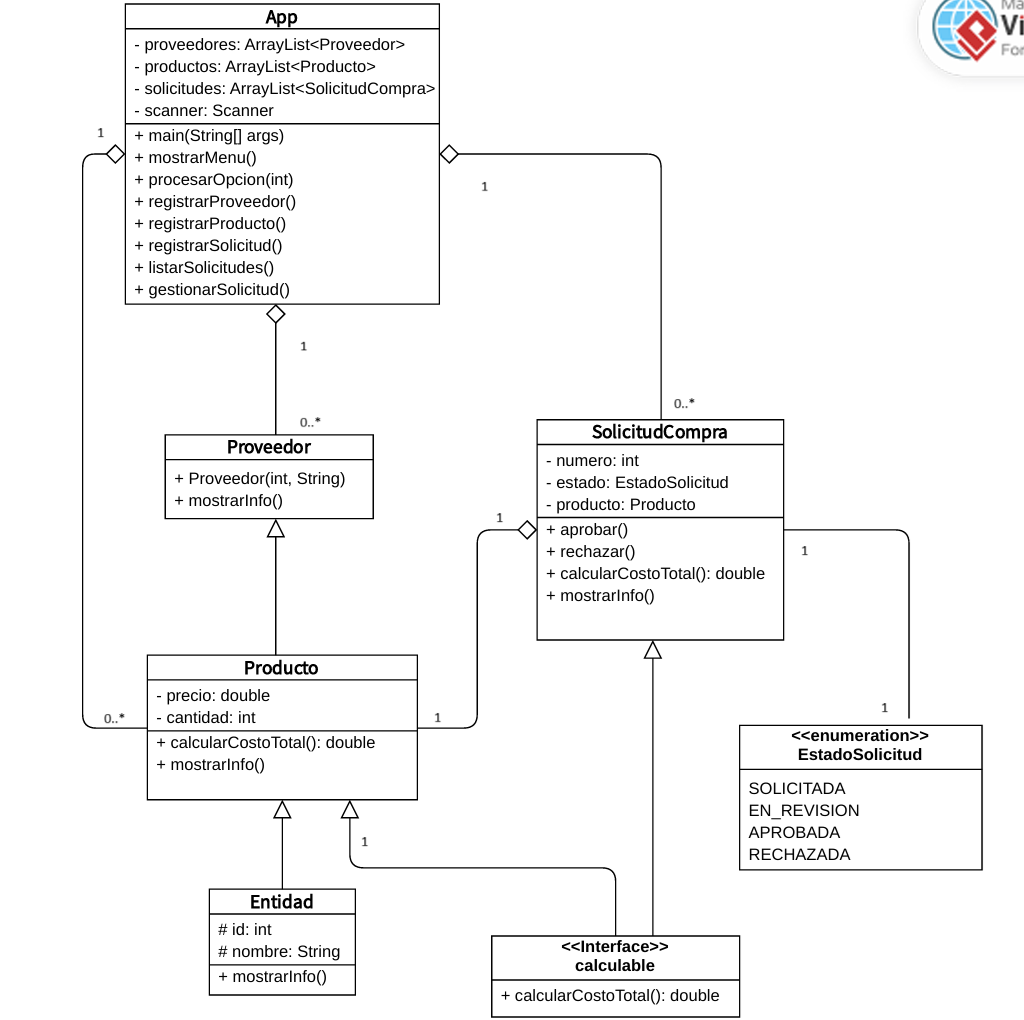 App
- proveedores: ArrayList<Proveedor>
- productos: ArrayList<Producto>
- solicitudes: ArrayList<SolicitudCompra>
- scanner: Scanner
+ main(String[] args)
+ mostrarMenu()
+ procesarOpcion(int)
+ registrarProveedor()
+ registrarProducto()
+ registrarSolicitud()
+ listarSolicitudes()
+ gestionarSolicitud()
1
1
1
0..*
0..*
Proveedor
+ Proveedor(int, String)
+ mostrarInfo()
SolicitudCompra
- numero: int
- estado: EstadoSolicitud
- producto: Producto
+ aprobar()
+ rechazar()
+ calcularCostoTotal(): double
+ mostrarInfo()
1
1
Producto
- precio: double
- cantidad: int
+ calcularCostoTotal(): double
+ mostrarInfo()
0..*
1
1
<<enumeration>>
EstadoSolicitud
SOLICITADA
EN_REVISION
APROBADA
RECHAZADA
1
Entidad
# id: int
# nombre: String
+ mostrarInfo()
<<Interface>>
calculable
+ calcularCostoTotal(): double